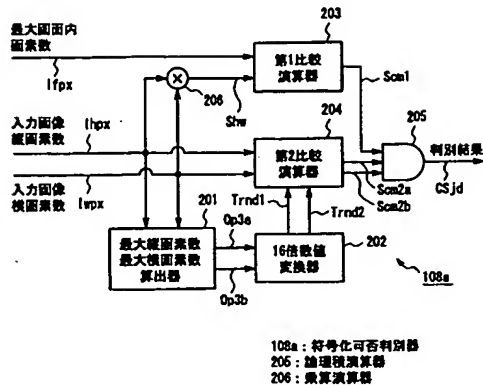 最大画面内
画素数
Ifpx
203
第1比較
演算器
Scm1
206
Shw
入力画像
縦画素数
Ihpx
204
第2比較
演算器
205
判別結果
CSjd
Scm2a
Scm2b
入力画像
横画素数
Iwpx
Trnd1
Trnd2
201
最大縦画素数
最大横画素数
算出器
Op3a
Op3b
16倍数値
変換器
202
108a
108a：符号化可否判別器
205：論理積演算器
206：乗算演算器